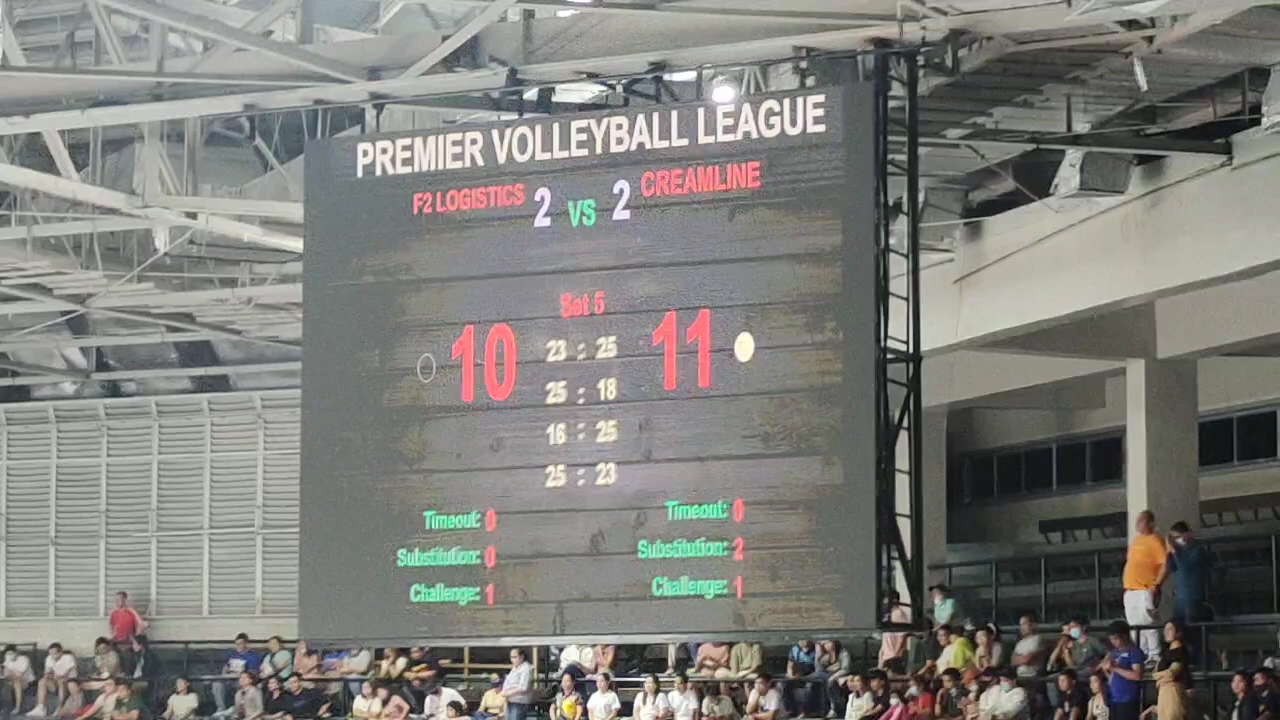 PREMIER VOLLEYBALL LEAGUE
F2 LOGISTICS 2 VS 2 CREAMLINE
Set 5
10 23 : 25 11
25 : 18
16 : 25
25 : 23
Timeout: 0 Timeout: 0
Substitution: 0 Substitution: 2
Challenge: 1 Challenge: 1